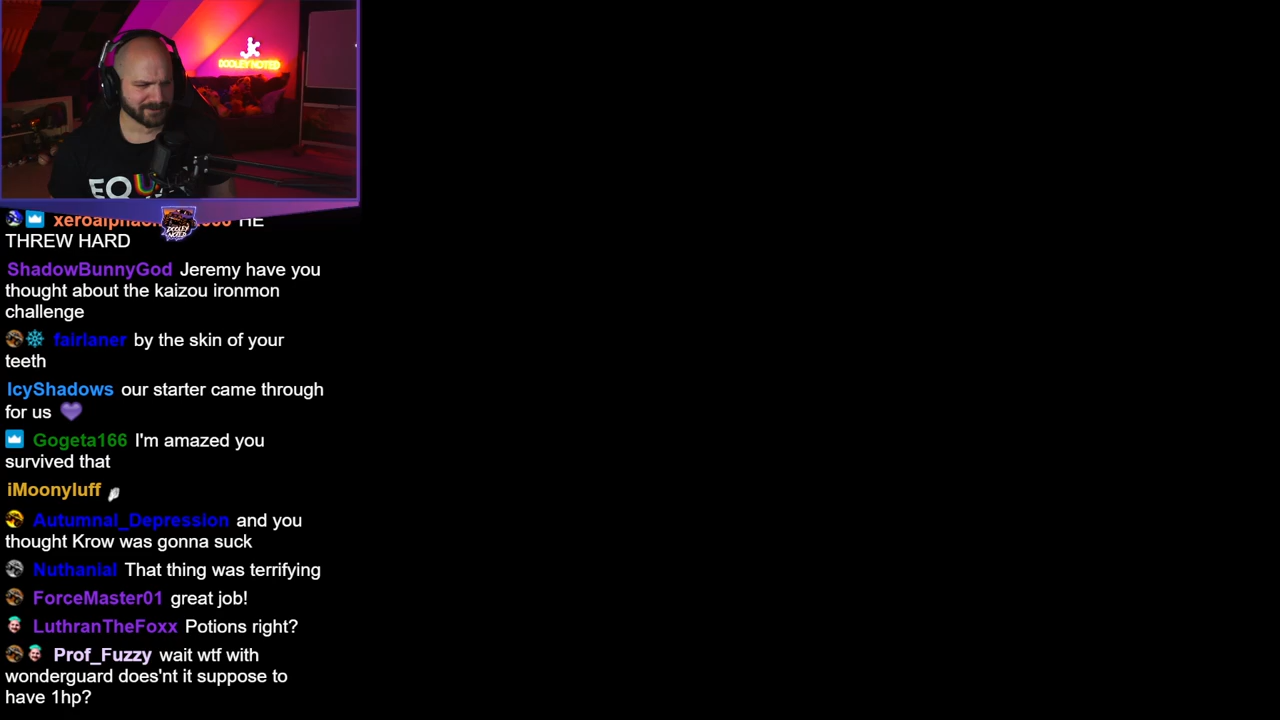 JK
DOOLEY NOTED
EQU
DOOLEY
NOTED
HE
THREW HARD
ShadowBunnyGod Jeremy have you
thought about the kaizou ironmon
challenge
fairlaner by the skin of your
teeth
IcyShadows our starter came through
for us
Gogeta166 I'm amazed you
survived that
iMoonyluff
Autumnal_Depression and you
thought Krow was gonna suck
Nuthanial That thing was terrifying
ForceMaster01 great job!
LuthranTheFoxx Potions right?
Prof_Fuzzy wait wtf with
wonderguard does'nt it suppose to
have 1hp?